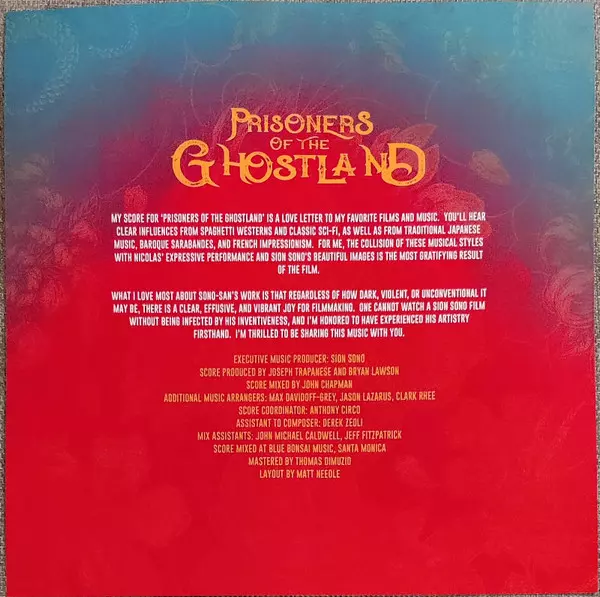 PRISONERS
OF THE
GHOSTLAND
MY SCORE FOR 'PRISONERS OF THE GHOSTLAND' IS A LOVE LETTER TO MY FAVORITE FILMS AND MUSIC. YOU'LL HEAR
CLEAR INFLUENCES FROM SPAGHETTI WESTERNS AND CLASSIC SCI-FI, AS WELL AS FROM TRADITIONAL JAPANESE
MUSIC, BAROQUE SARABANDES, AND FRENCH IMPRESSIONISM. FOR ME, THE COLLISION OF THESE MUSICAL STYLES
WITH NICOLAS' EXPRESSIVE PERFORMANCE AND SION SONO'S BEAUTIFUL IMAGES IS THE MOST GRATIFYING RESULT
OF THE FILM.
WHAT I LOVE MOST ABOUT SONO-SAN'S WORK IS THAT REGARDLESS OF HOW DARK, VIOLENT, OR UNCONVENTIONAL IT
MAY BE, THERE IS A CLEAR, EFFUSIVE, AND VIBRANT JOY FOR FILMMAKING. ONE CANNOT WATCH A SION SONO FILM
WITHOUT BEING INFECTED BY HIS INVENTIVENESS, AND I'M HONORED TO HAVE EXPERIENCED HIS ARTISTRY
FIRSTHAND. I'M THRILLED TO BE SHARING THIS MUSIC WITH YOU.
EXECUTIVE MUSIC PRODUCER: SION SONO
SCORE PRODUCED BY JOSEPH TRAPANESE AND BRYAN LAWSON
SCORE MIXED BY JOHN CHAPMAN
ADDITIONAL MUSIC ARRANGERS: MAX DAVIDOFF-GREY, JASON LAZARUS, CLARK RHEE
SCORE COORDINATOR: ANTHONY CIRCO
ASSISTANT TO COMPOSER: DEREK ZEOLI
MIX ASSISTANTS: JOHN MICHAEL CALDWELL, JEFF FITZPATRICK
SCORE MIXED AT BLUE BONSAI MUSIC, SANTA MONICA
MASTERED BY THOMAS DIMUZIO
LAYOUT BY MATT NEEDLE